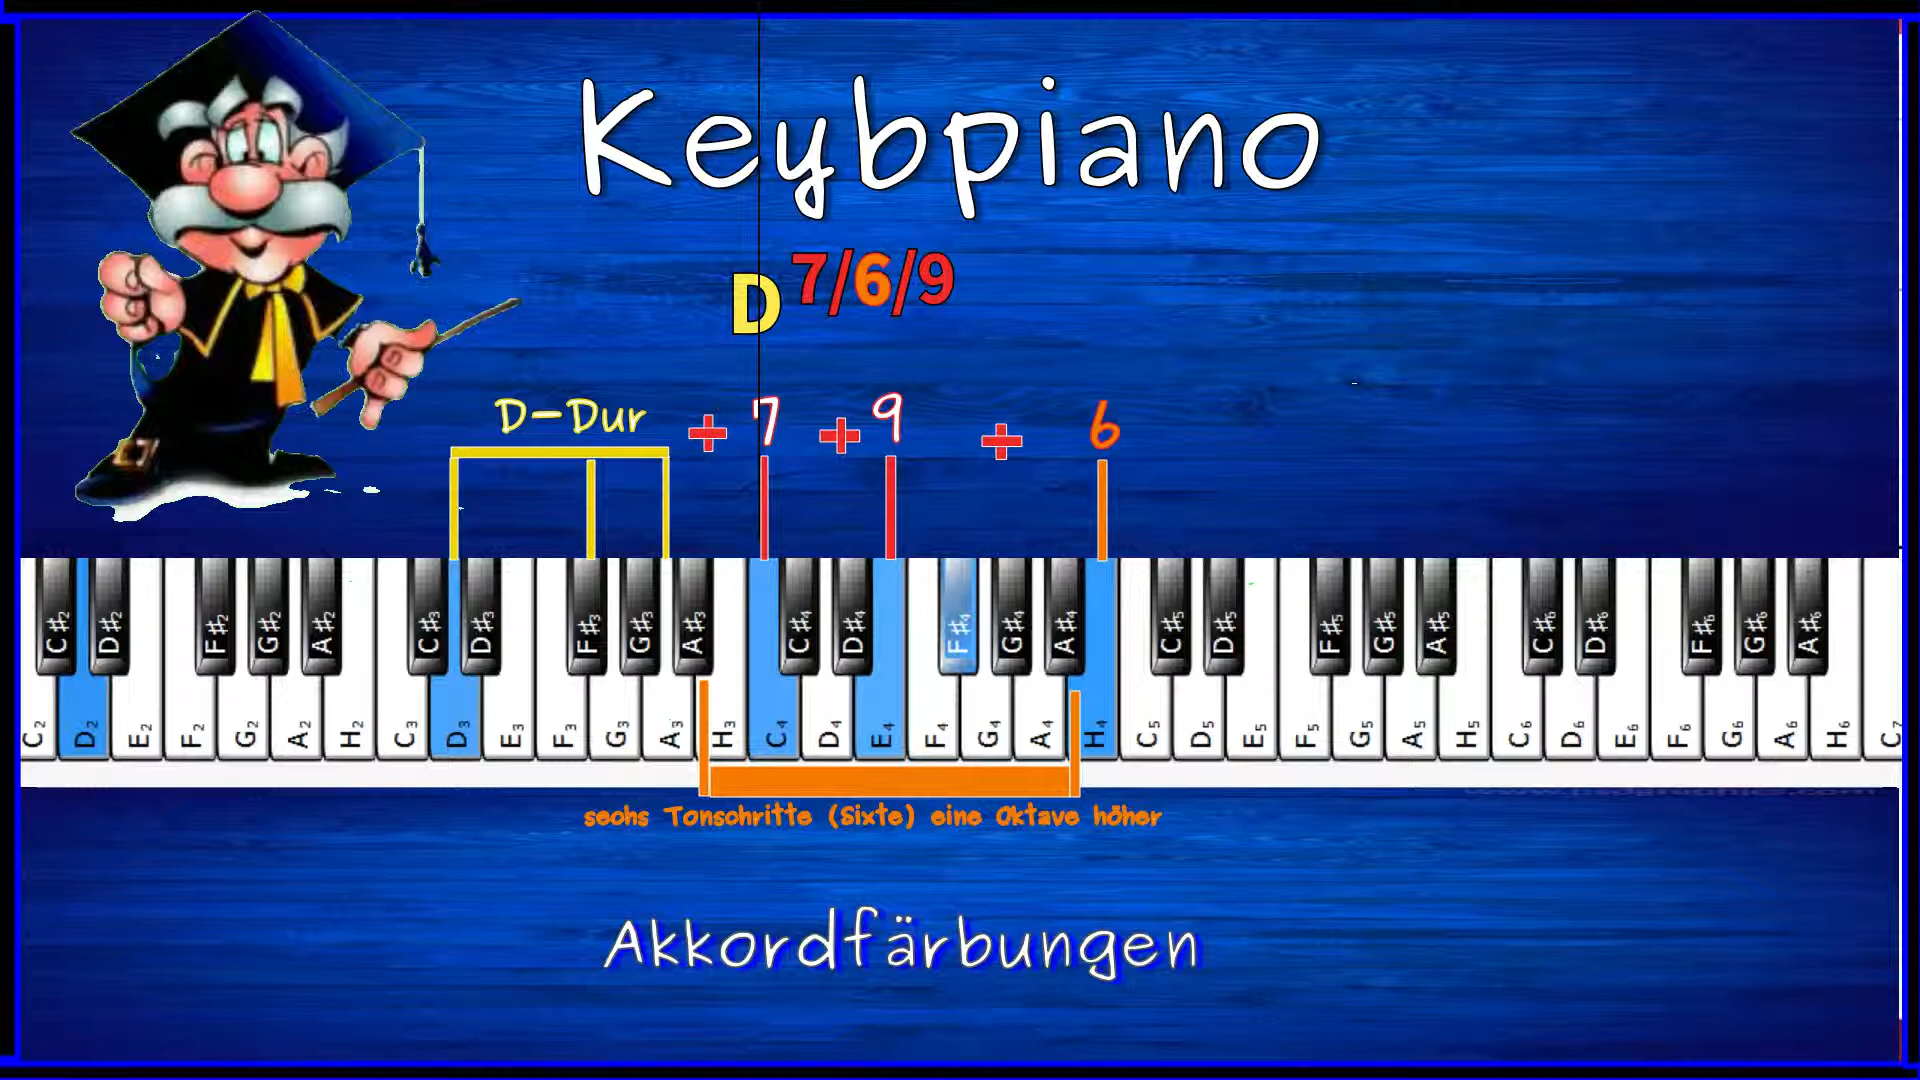 Keybpiano
D 7/6/9
D-Dur + 7 + 9 + 6
C♯2 D♯2 F♯2 G♯2 A♯2 C♯3 D♯3 F♯3 G♯3 A♯3 C♯4 D♯4 F♯4 G♯4 A♯4 C♯5 D♯5 F♯5 G♯5 A♯5 C♯6 D♯6 F♯6 G♯6 A♯6
C2 D2 E2 F2 G2 A2 H2 C3 D3 E3 F3 G3 A3 H3 C4 D4 E4 F4 G4 A4 H4 C5 D5 E5 F5 G5 A5 H5 C6 D6 E6 F6 G6 A6 H6 C7
sechs Tonschritte (Sixte) eine Oktave höher
Akkordfärbungen